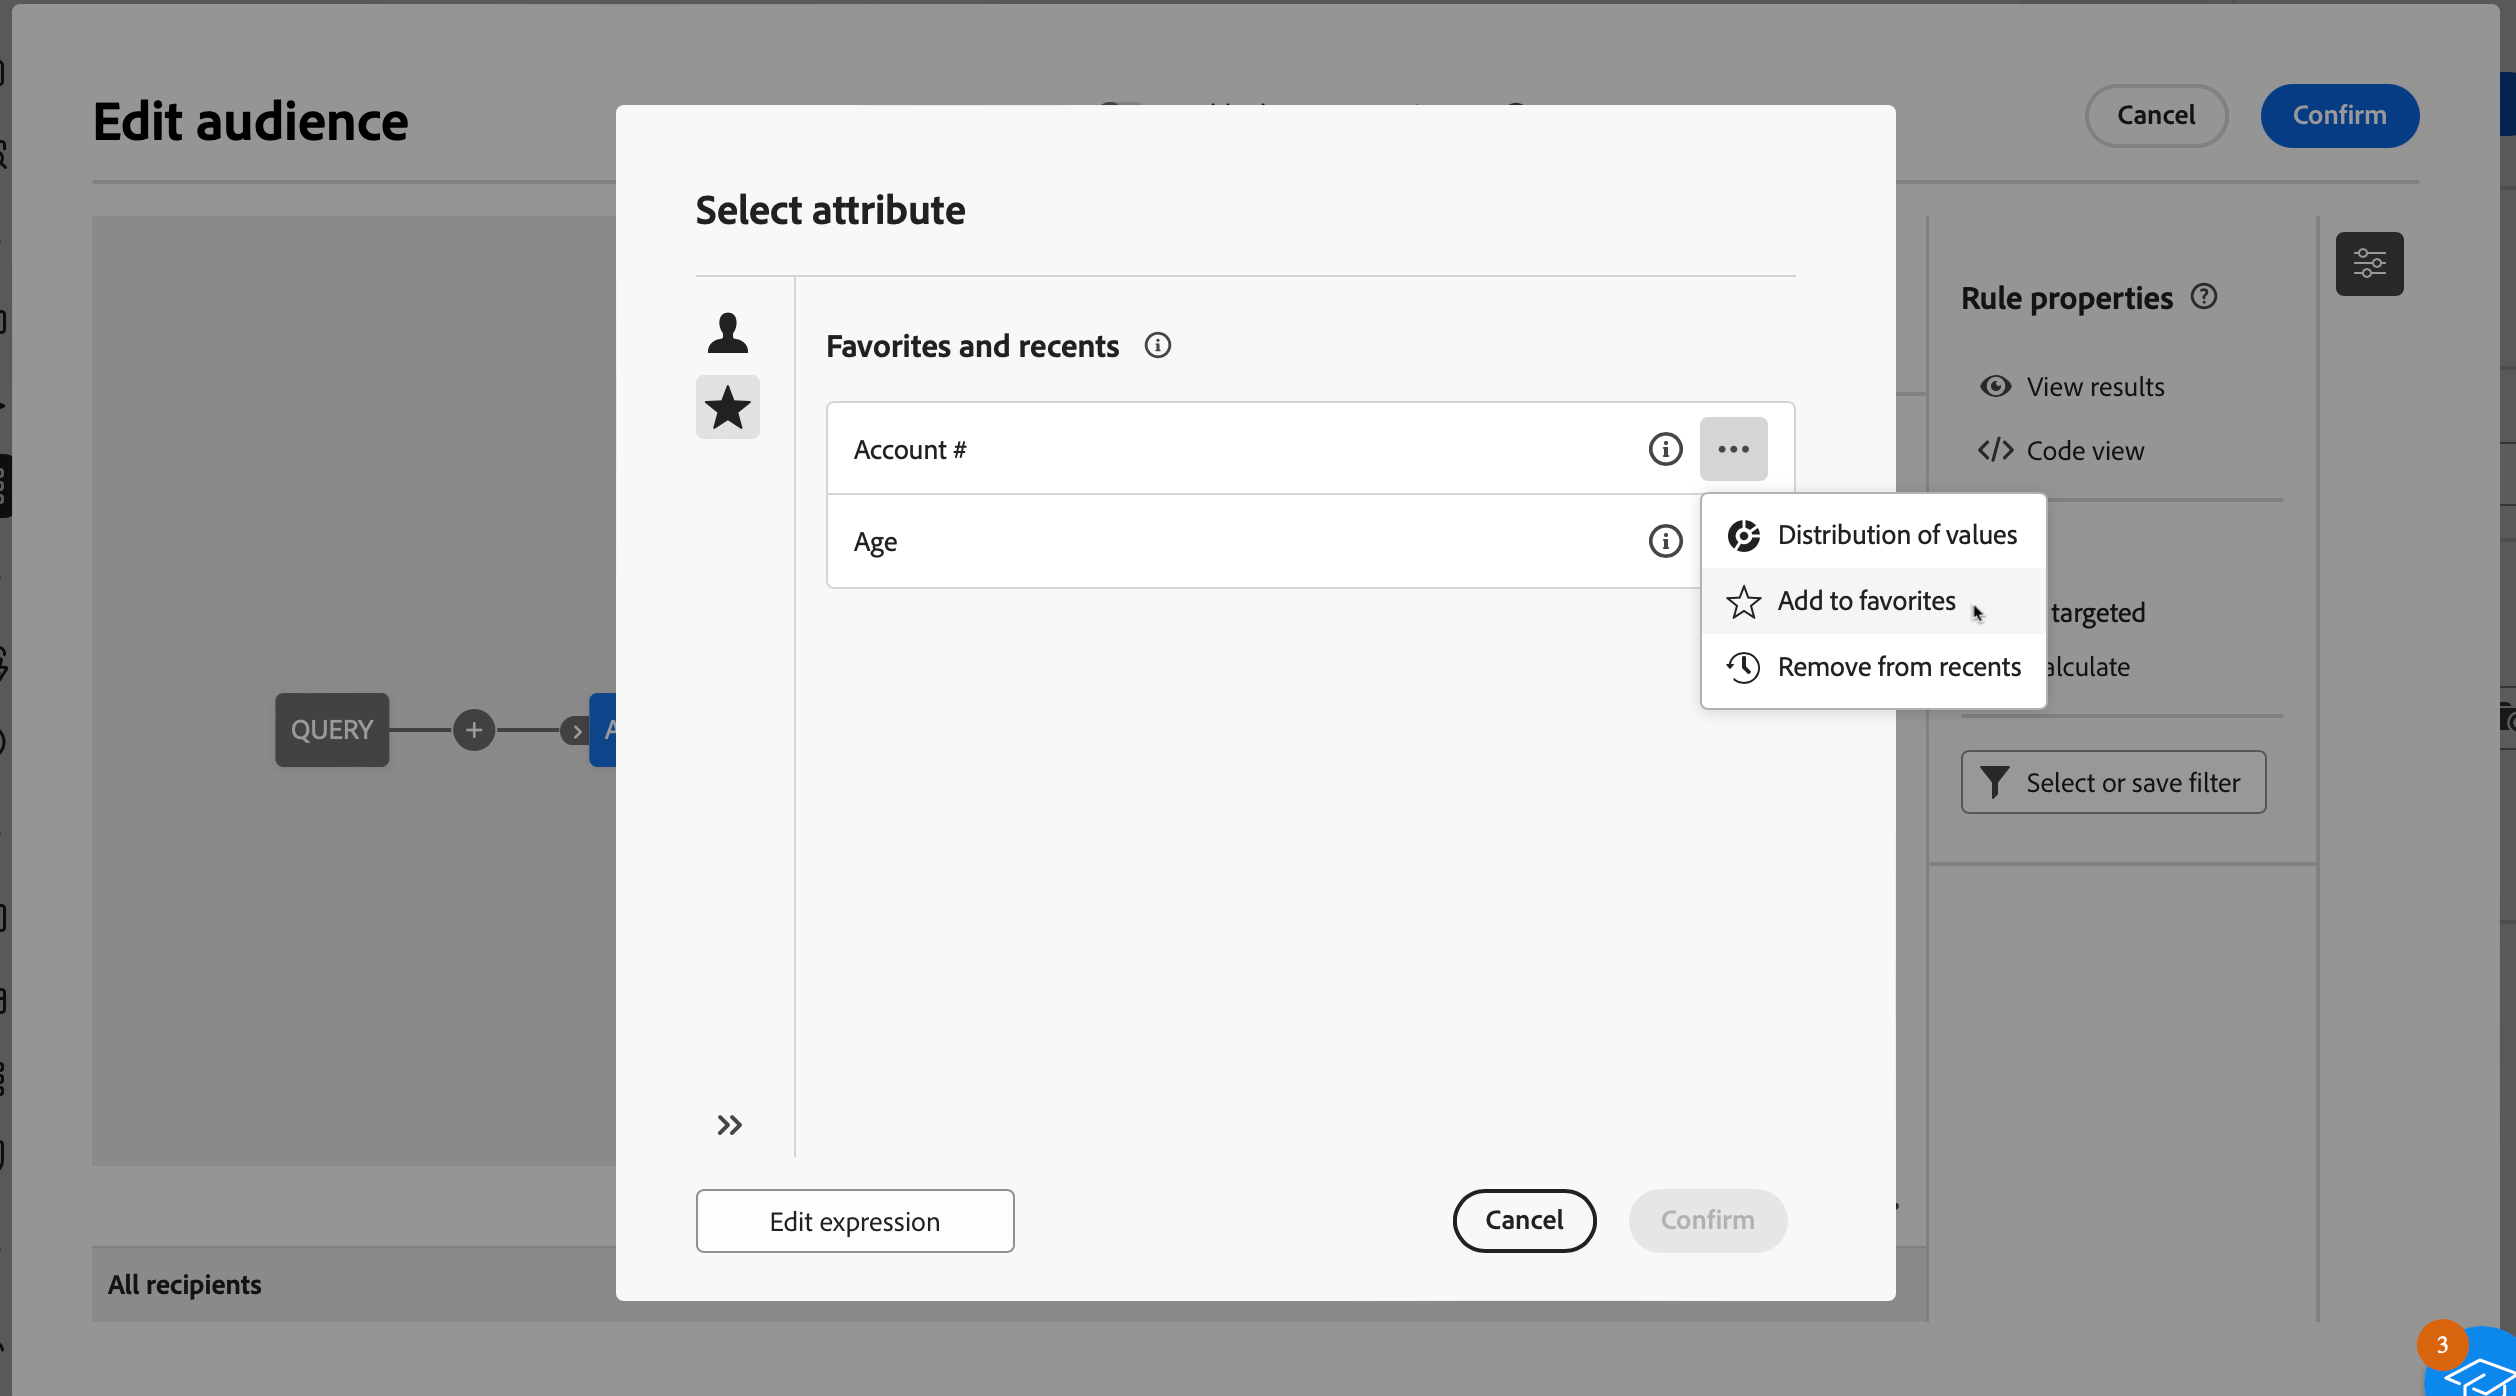 Edit audience
Cancel
Confirm
Select attribute
Favorites and recents
Account #
Age
Distribution of values
Add to favorites
Remove from recents
Rule properties
View results
Code view
targeted
alculate
Select or save filter
QUERY
All recipients
Edit expression
Cancel
Confirm
3